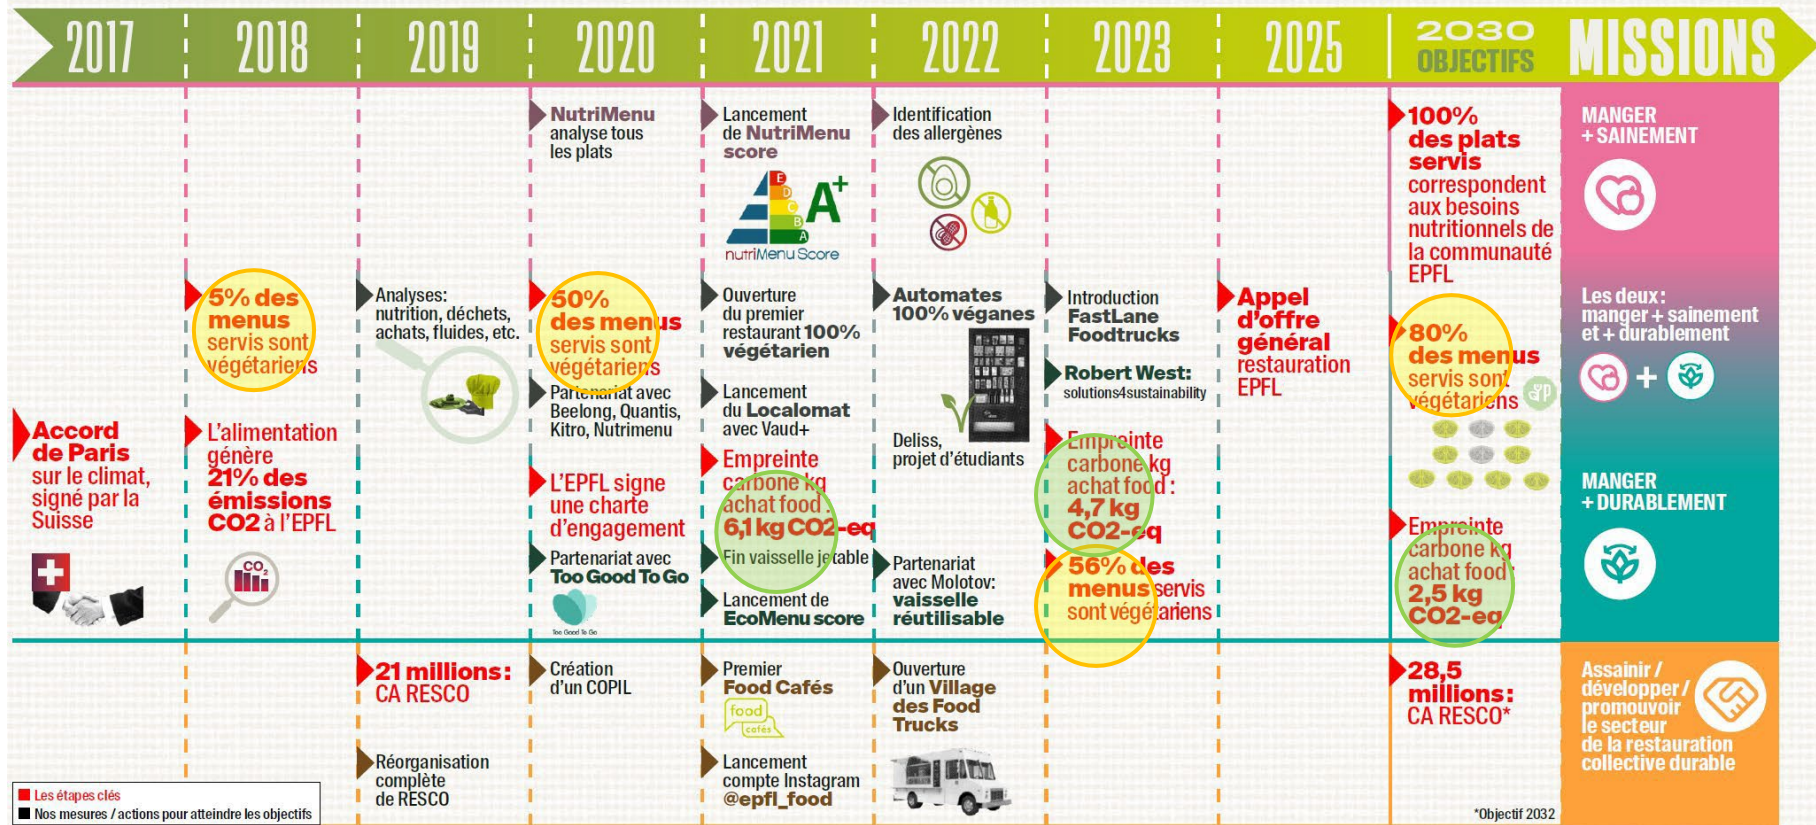 2017
2018
2019
2020
2021
2022
2023
2025
2030
OBJECTIFS
MISSIONS
NutriMenu
analyse tous
les plats
Lancement
de NutriMenu
score
E
D
C
B
A
A+
nutriMenu Score
Identification
des allergènes
100%
des plats
servis
correspondent
aux besoins
nutritionnels de
la communauté
EPFL
MANGER
+ SAINEMENT
5% des
menus
servis sont
végétariens
Analyses:
nutrition, déchets,
achats, fluides, etc.
50%
des menus
servis sont
végétariens
Partenariat avec
Beelong, Quantis,
Kitro, Nutrimenu
Ouverture
du premier
restaurant 100%
végétarien
Lancement
du Localomat
avec Vaud+
Automates
100% véganes
Deliss,
projet d'étudiants
Introduction
FastLane
Foodtrucks
Robert West:
solutions4sustainability
Appel
d'offre
général
restauration
EPFL
80%
des menus
servis sont
végétariens
Les deux:
manger + sainement
et + durablement
+
Accord
de Paris
sur le climat,
signé par la
Suisse
L'alimentation
génère
21% des
émissions
CO2 à l'EPFL
CO2
L'EPFL signe
une charte
d'engagement
Partenariat avec
Too Good To Go
Too Good To Go
Empreinte
carbone kg
achat food :
6,1 kg CO2-eq
Fin vaisselle jetable
Lancement de
EcoMenu score
Partenariat
avec Molotov:
vaisselle
réutilisable
Empreinte
carbone kg
achat food :
4,7 kg
CO2-eq
56% des
menus servis
sont végétariens
Empreinte
carbone kg
achat food :
2,5 kg
CO2-eq
MANGER
+ DURABLEMENT
21 millions:
CA RESCO
Réorganisation
complète
de RESCO
Création
d'un COPIL
Premier
Food Cafés
food
cafés
Lancement
compte Instagram
@epfl_food
Ouverture
d'un Village
des Food
Trucks
28,5
millions:
CA RESCO*
Assainir /
développer /
promouvoir
le secteur
de la restauration
collective durable
Les étapes clés
Nos mesures / actions pour atteindre les objectifs
*Objectif 2032